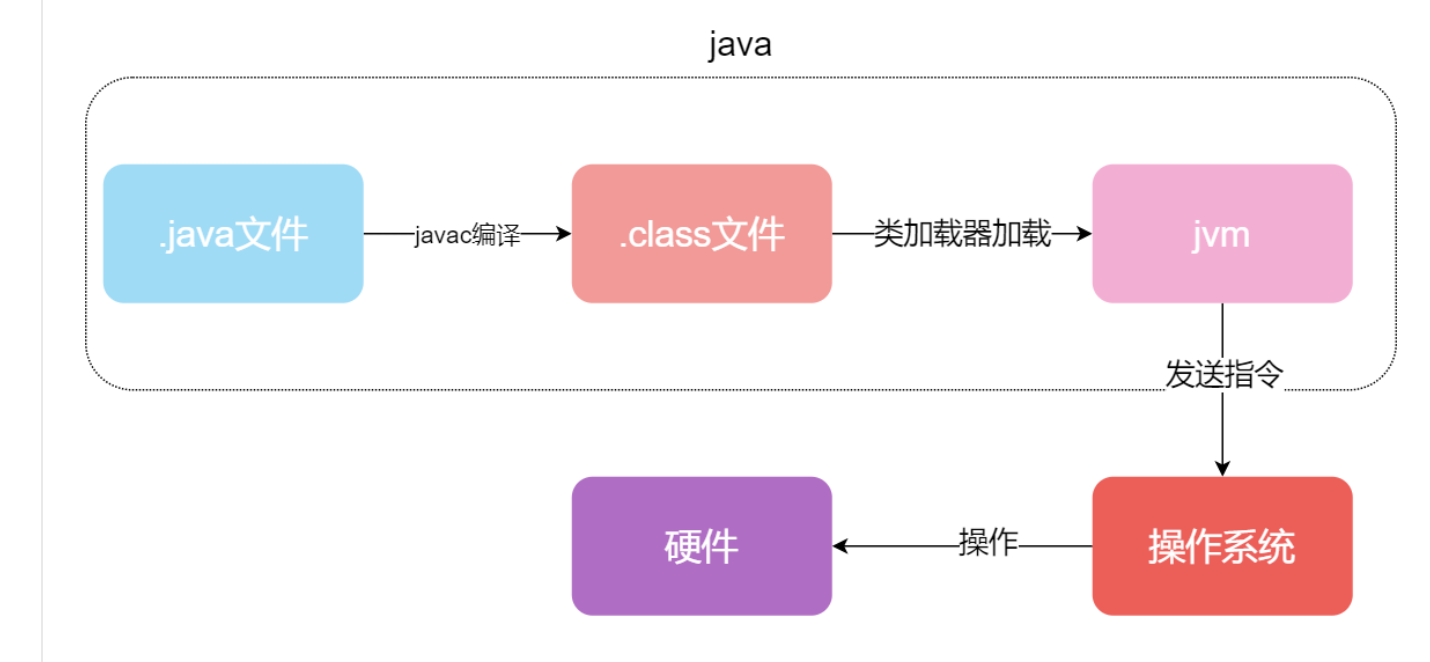 java
.java文件
javac编译
.class文件
类加载器加载
jvm
发送指令
硬件
操作
操作系统